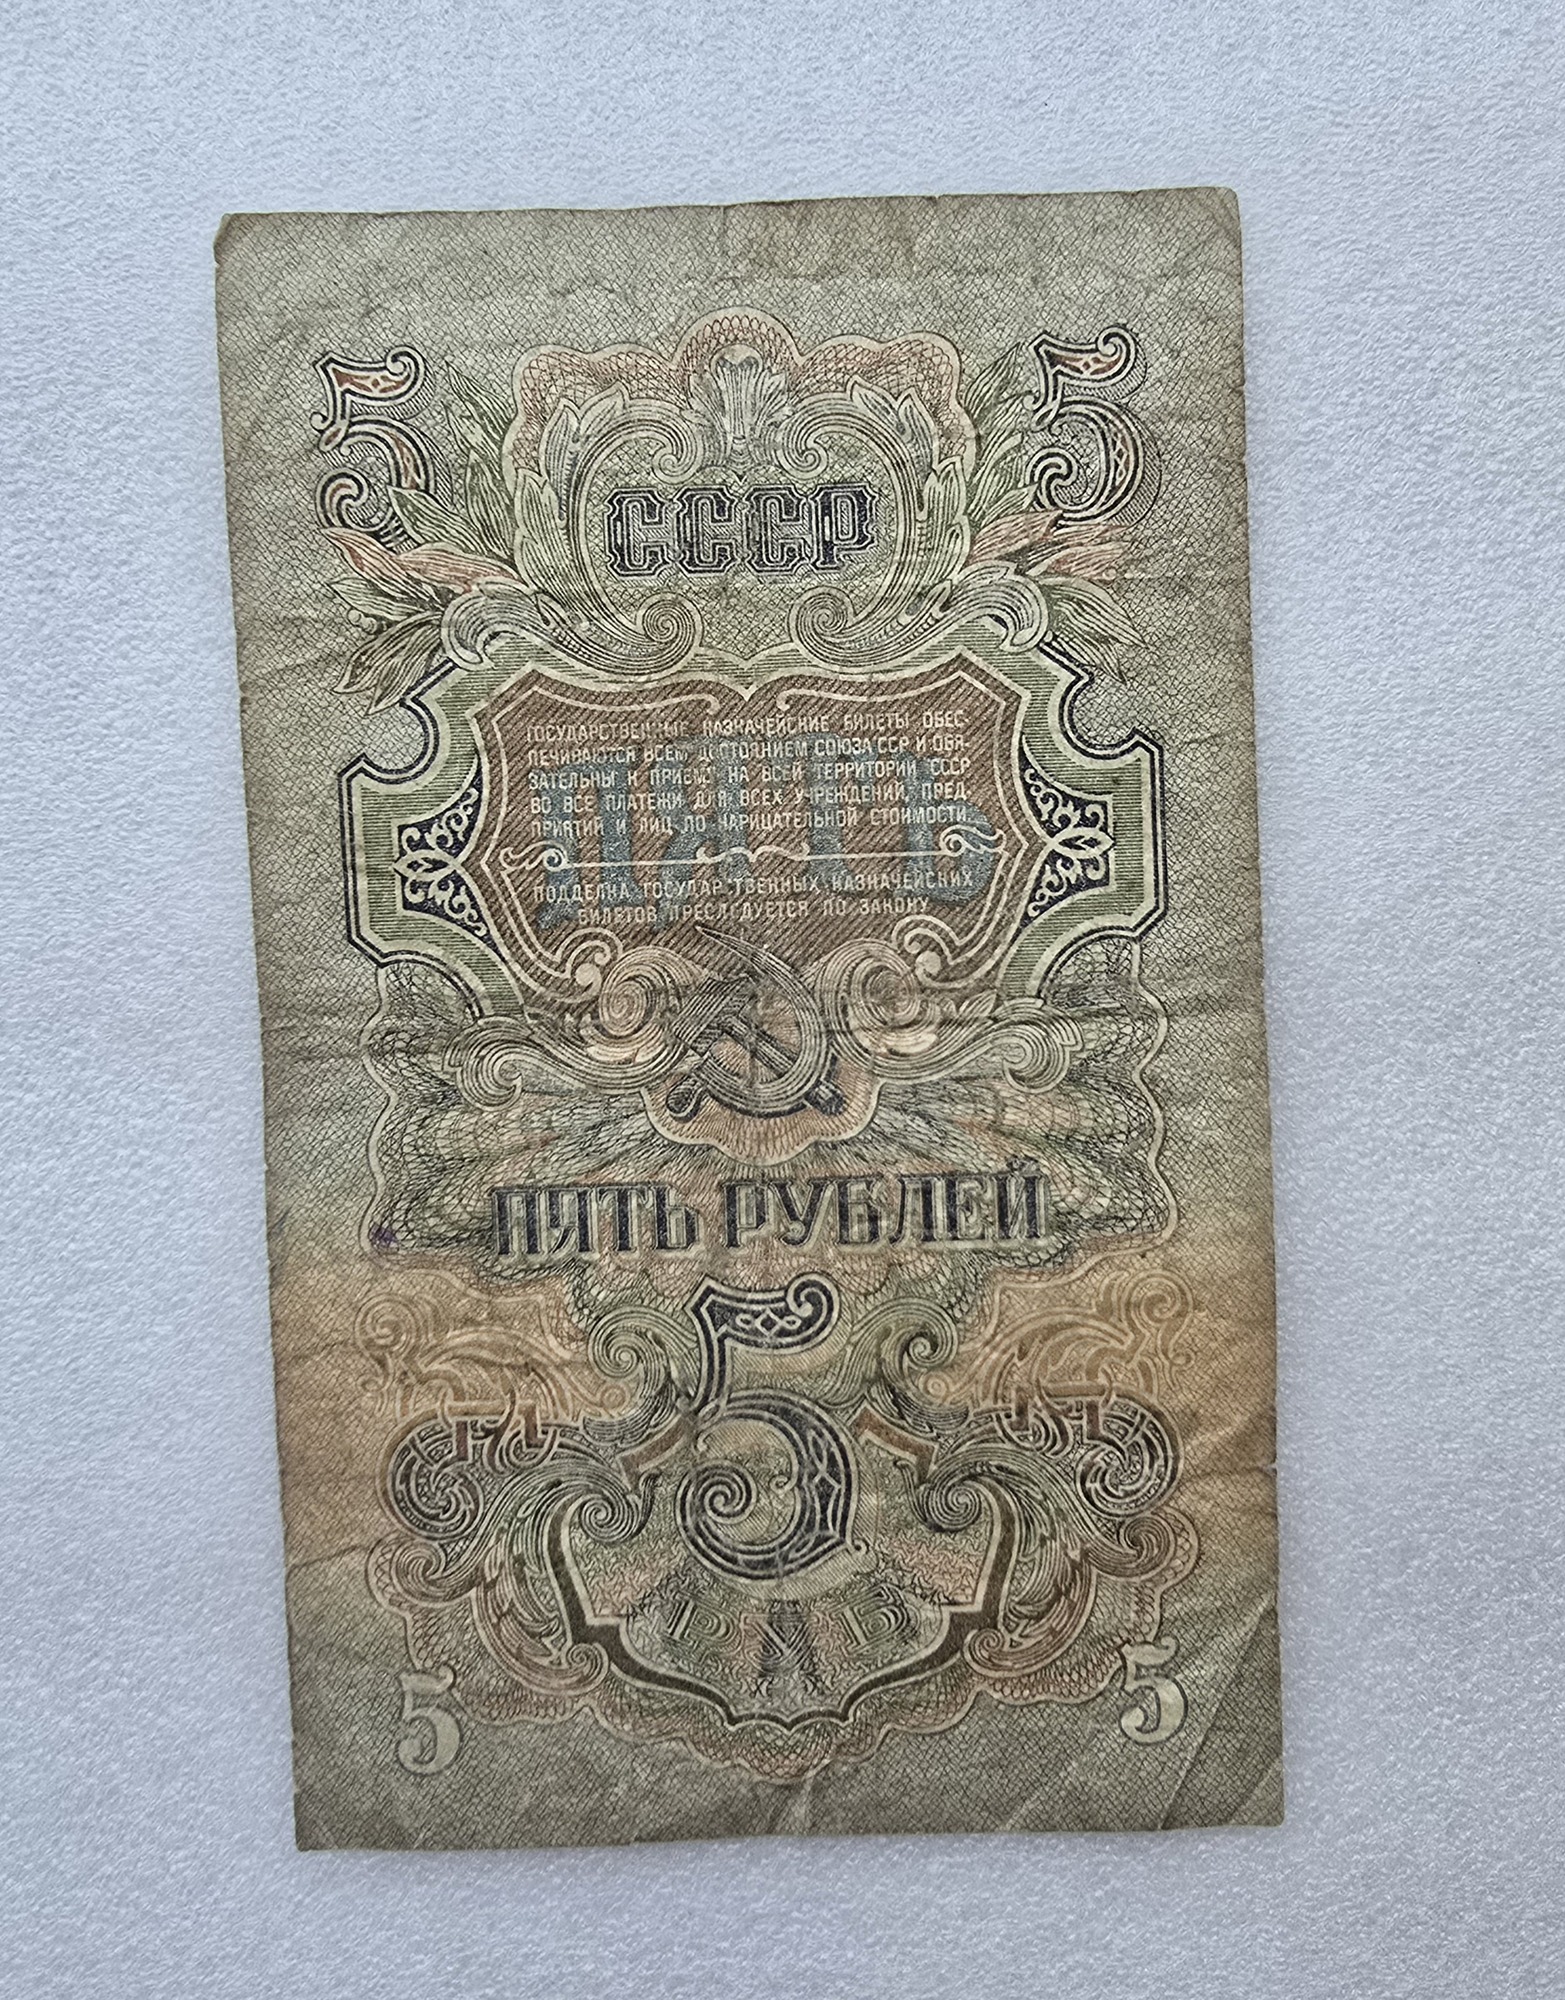 5 5
СССР
ГОСУДАРСТВЕННЫЕ КАЗНАЧЕЙСКИЕ БИЛЕТЫ ОБЕС-
ПЕЧИВАЮТСЯ ВСЕМ ДОСТОЯНИЕМ СОЮЗА ССР И ОБЯ-
ЗАТЕЛЬНЫ К ПРИЕМУ НА ВСЕЙ ТЕРРИТОРИИ СССР
ВО ВСЕ ПЛАТЕЖИ ДЛЯ ВСЕХ УЧРЕЖДЕНИЙ, ПРЕД-
ПРИЯТИЙ И ЛИЦ ПО НАРИЦАТЕЛЬНОЙ СТОИМОСТИ.
ПОДДЕЛКА ГОСУДАРСТВЕННЫХ КАЗНАЧЕЙСКИХ
БИЛЕТОВ ПРЕСЛЕДУЕТСЯ ПО ЗАКОНУ
ПЯТЬ РУБЛЕЙ
5
РУБ
5 5